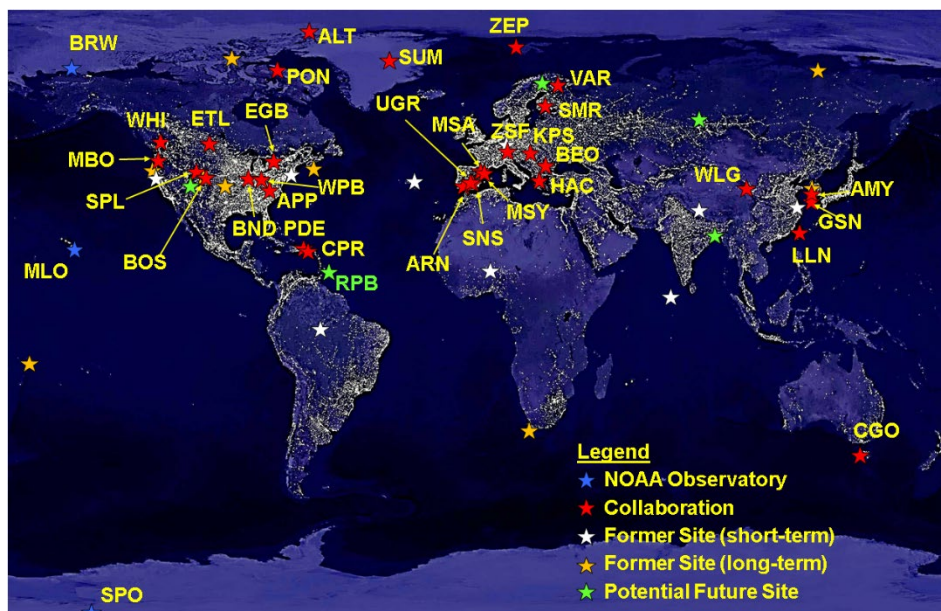 ALT
ZEP
BRW
SUM
PON
VAR
UGR
SMR
WHI
ETL
EGB
MSA
ZSF
KPS
MBO
BEO
WLG
SPL
WPB
HAC
AMY
APP
MSY
GSN
BND
PDE
SNS
MLO
BOS
CPR
ARN
LLN
RPB
CGO
Legend
NOAA Observatory
Collaboration
Former Site (short-term)
Former Site (long-term)
Potential Future Site
SPO